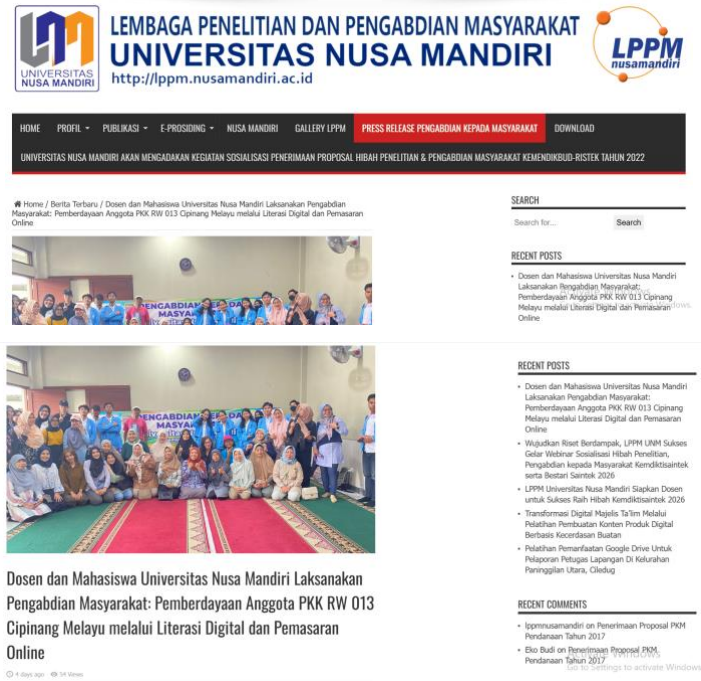 UNIVERSITAS
NUSA MANDIRI
LEMBAGA PENELITIAN DAN PENGABDIAN MASYARAKAT
UNIVERSITAS NUSA MANDIRI
http://lppm.nusamandiri.ac.id
LPPM
nusamandiri
HOME PROFIL PUBLIKASI E-PROSIDING NUSA MANDIRI GALLERY LPPM PRESS RELEASE PENGABDIAN KEPADA MASYARAKAT DOWNLOAD
UNIVERSITAS NUSA MANDIRI AKAN MENGADAKAN KEGIATAN SOSIALISASI PENERIMAAN PROPOSAL HIBAH PENELITIAN & PENGABDIAN MASYARAKAT KEMENDIKBUD-RISTEK TAHUN 2022
Home / Berita Terbaru / Dosen dan Mahasiswa Universitas Nusa Mandiri Laksanakan Pengabdian
Masyarakat: Pemberdayaan Anggota PKK RW 013 Cipinang Melayu melalui Literasi Digital dan Pemasaran
Online
PENGABDIAN
MASYA
SEARCH
Search for...
Search
RECENT POSTS
Dosen dan Mahasiswa Universitas Nusa Mandiri
Laksanakan Pengabdian Masyarakat:
Pemberdayaan Anggota PKK RW 013 Cipinang
Melayu melalui Literasi Digital dan Pemasaran
Online
MASYA
Dosen dan Mahasiswa Universitas Nusa Mandiri Laksanakan
Pengabdian Masyarakat: Pemberdayaan Anggota PKK RW 013
Cipinang Melayu melalui Literasi Digital dan Pemasaran
Online
4 days ago 54 Views
RECENT POSTS
Dosen dan Mahasiswa Universitas Nusa Mandiri
Laksanakan Pengabdian Masyarakat:
Pemberdayaan Anggota PKK RW 013 Cipinang
Melayu melalui Literasi Digital dan Pemasaran
Online
Wujudkan Riset Berdampak, LPPM UNM Sukses
Gelar Webinar Sosialisasi Hibah Penelitian,
Pengabdian kepada Masyarakat Kemdiktisaintek
serta Bestari Saintek 2026
LPPM Universitas Nusa Mandiri Siapkan Dosen
untuk Sukses Raih Hibah Kemdiktisaintek 2026
Transformasi Digital Majelis Ta'lim Melalui
Pelatihan Pembuatan Konten Produk Digital
Berbasis Kecerdasan Buatan
Pelatihan Pemanfaatan Google Drive Untuk
Pelaporan Petugas Lapangan Di Kelurahan
Paninggilan Utara, Ciledug
RECENT COMMENTS
lppmnusamandiri on Penerimaan Proposal PKM
Pendanaan Tahun 2017
Eko Budi on Penerimaan Proposal PKM
Pendanaan Tahun 2017
Activate Windows
Go to Settings to activate Windows